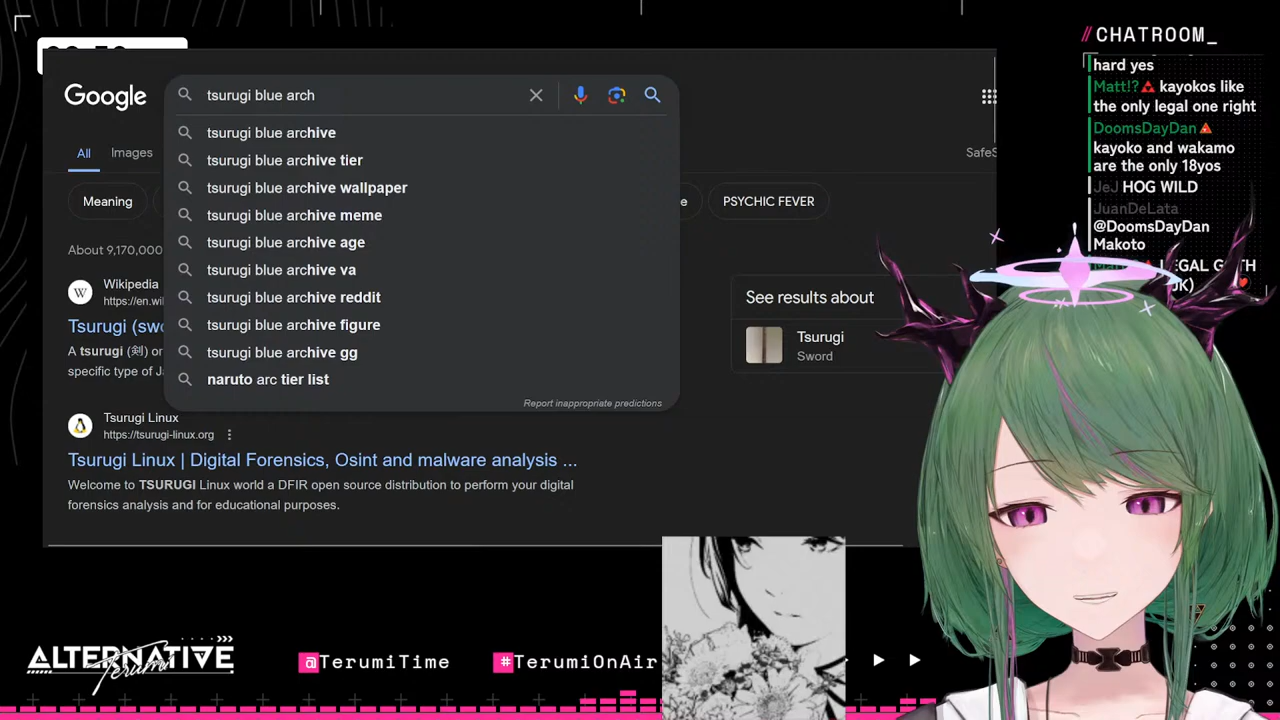 //CHATROOM_
hard yes
Matt!? kayokos like
the only legal one right
DoomsDayDan
kayoko and wakamo
are the only 18yos
JeJ HOG WILD
JuanDeLata
@DoomsDayDan
Makoto
Google
tsurugi blue arch
tsurugi blue archive
tsurugi blue archive tier
tsurugi blue archive wallpaper
tsurugi blue archive meme
tsurugi blue archive age
tsurugi blue archive va
tsurugi blue archive reddit
tsurugi blue archive figure
tsurugi blue archive gg
naruto arc tier list
Report inappropriate predictions
All
Images
SafeS
Meaning
e
PSYCHIC FEVER
About 9,170,000
W
Wikipedia
https://en.wi
Tsurugi (swo
A tsurugi (剣) or
specific type of Ja
See results about
Tsurugi
Sword
Tsurugi Linux
https://tsurugi-linux.org
Tsurugi Linux | Digital Forensics, Osint and malware analysis ...
Welcome to TSURUGI Linux world a DFIR open source distribution to perform your digital
forensics analysis and for educational purposes.
ALTERNATIVE
Terumi
@TerumiTime
#TerumiOnAir